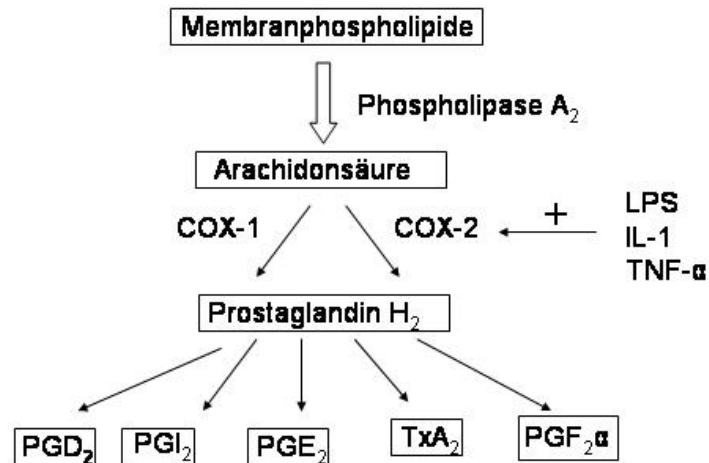 Membranphospholipide
Phospholipase A₂
Arachidonsäure
COX-1
COX-2
+
LPS
IL-1
TNF-α
Prostaglandin H₂
PGD₂
PGI₂
PGE₂
TxA₂
PGF₂α